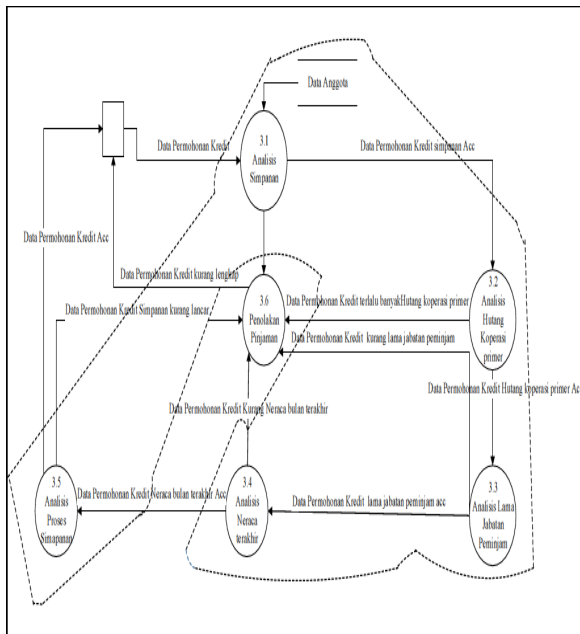 Data Anggota
Data Permohonan Kredit
3.1
Analisis
Simpanan
Data Permohonan Kredit simpanan Acc
Data Permohonan Kredit Acc
Data Permohonan Kredit kurang lengkap
3.6
Penolakan
Pinjaman
Data Permohonan Kredit terlalu banyakHutang koperasi primer
3.2
Analisis
Hutang
Koperasi
primer
Data Permohonan Kredit Simpanan kurang lancar
Data Permohonan Kredit kurang lama jabatan peminjam
Data Permohonan Kredit Hutang koperasi primer Acc
Data Permohonan Kredit Kurang Neraca bulan terakhir
3.5
Analisis
Proses
Simapanan
Data Permohonan Kredit Neraca bulan terakhir Acc
3.4
Analisis
Neraca
terakhir
Data Permohonan Kredit lama jabatan peminjam acc
3.3
Analisis Lama
Jabatan
Peminjam